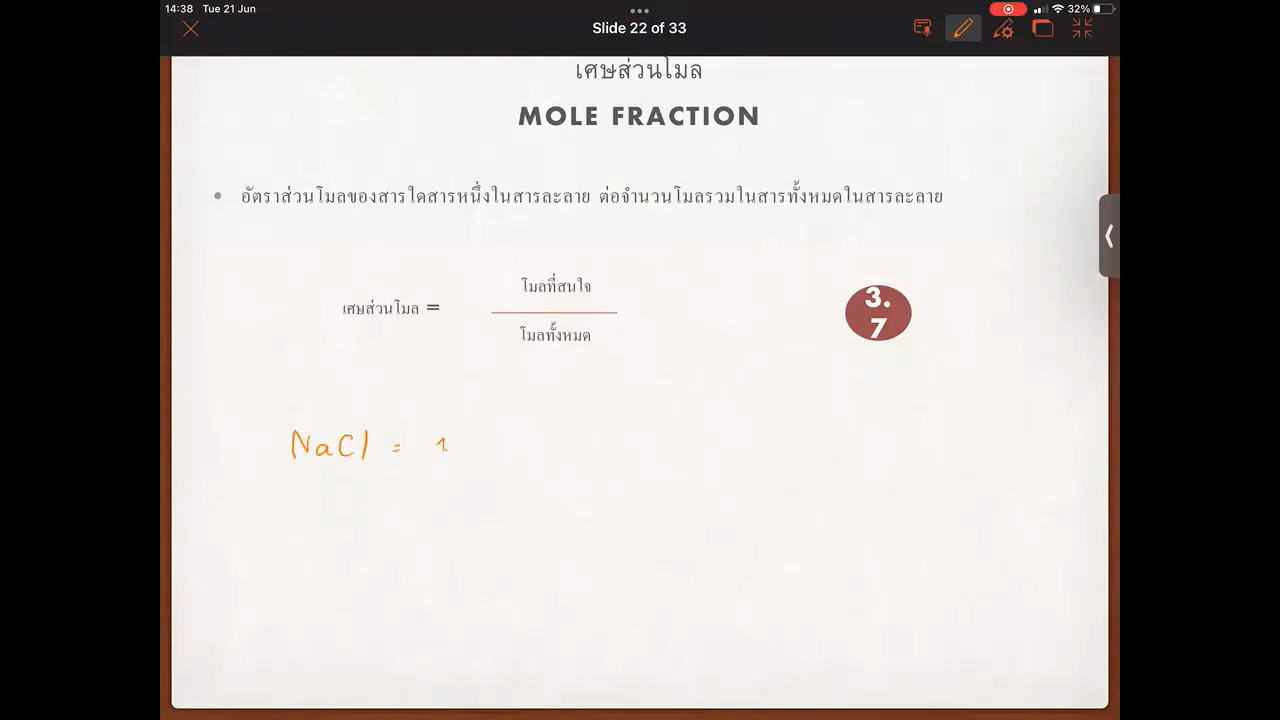 14:38 Tue 21 Jun 32%
Slide 22 of 33
เศษส่วนโมล
MOLE FRACTION
อัตราส่วนโมลของสารใดสารหนึ่งในสารละลาย ต่อจำนวนโมลรวมในสารทั้งหมดในสารละลาย
โมลที่สนใจ
เศษส่วนโมล =
โมลทั้งหมด
3.
7
NaCl = 1